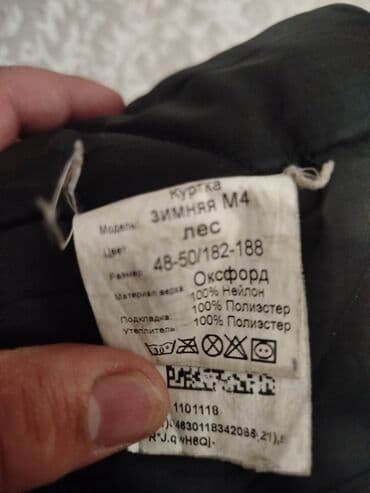 Куртка
Модель: ЗИМНЯЯ М4
Цвет: лес
Размер: 48-50/182-188
Материал верха: Оксфорд
100% Нейлон
Подкладка: 100% Полиэстер
Утеплитель: 100% Полиэстер
30°
1101118